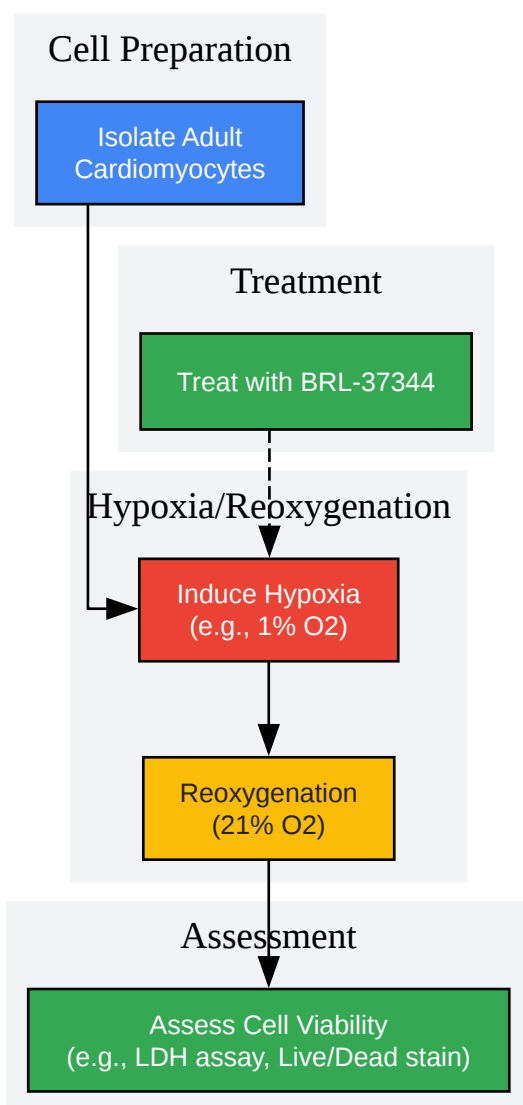 Cell Preparation
Isolate Adult
Cardiomyocytes
Treatment
Treat with BRL-37344
Hypoxia/Reoxygenation
Induce Hypoxia
(e.g., 1% O2)
Reoxygenation
(21% O2)
Assessment
Assess Cell Viability
(e.g., LDH assay, Live/Dead stain)